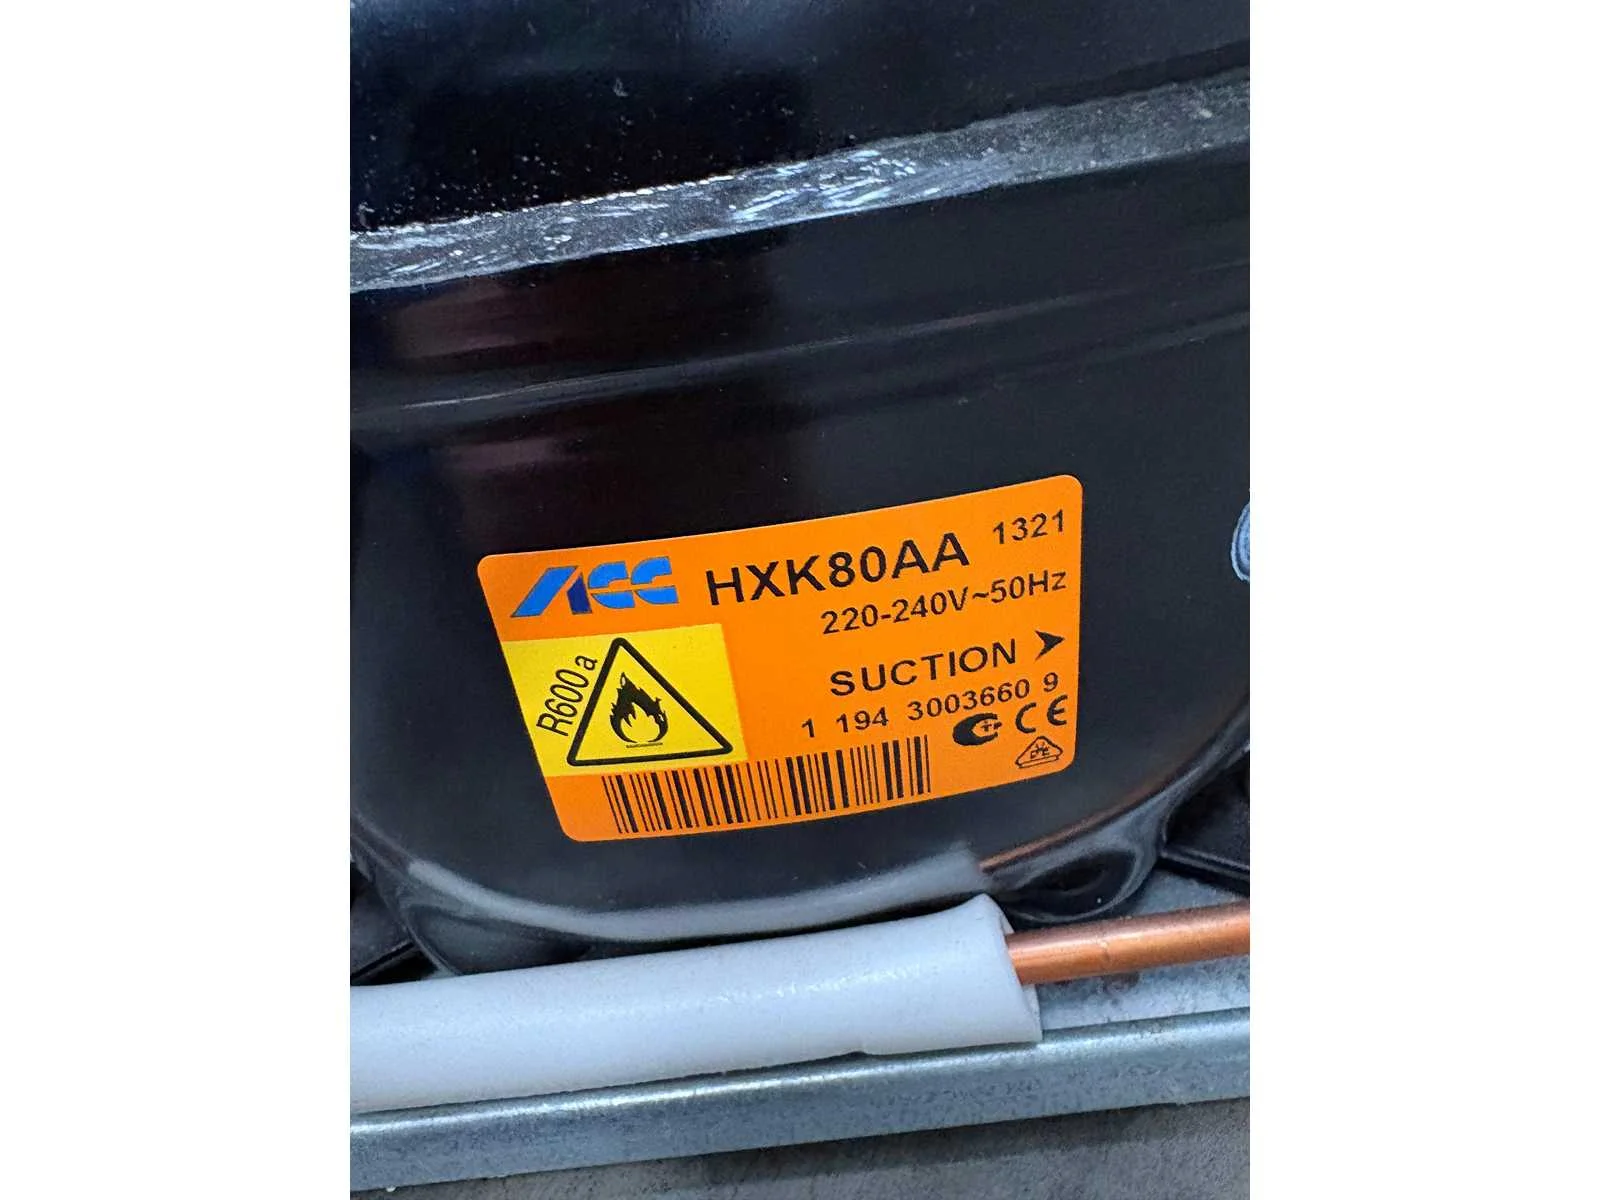 ACC HXK80AA 1321
220-240V~50Hz
R600a
SUCTION
1 194 3003660 9
CE